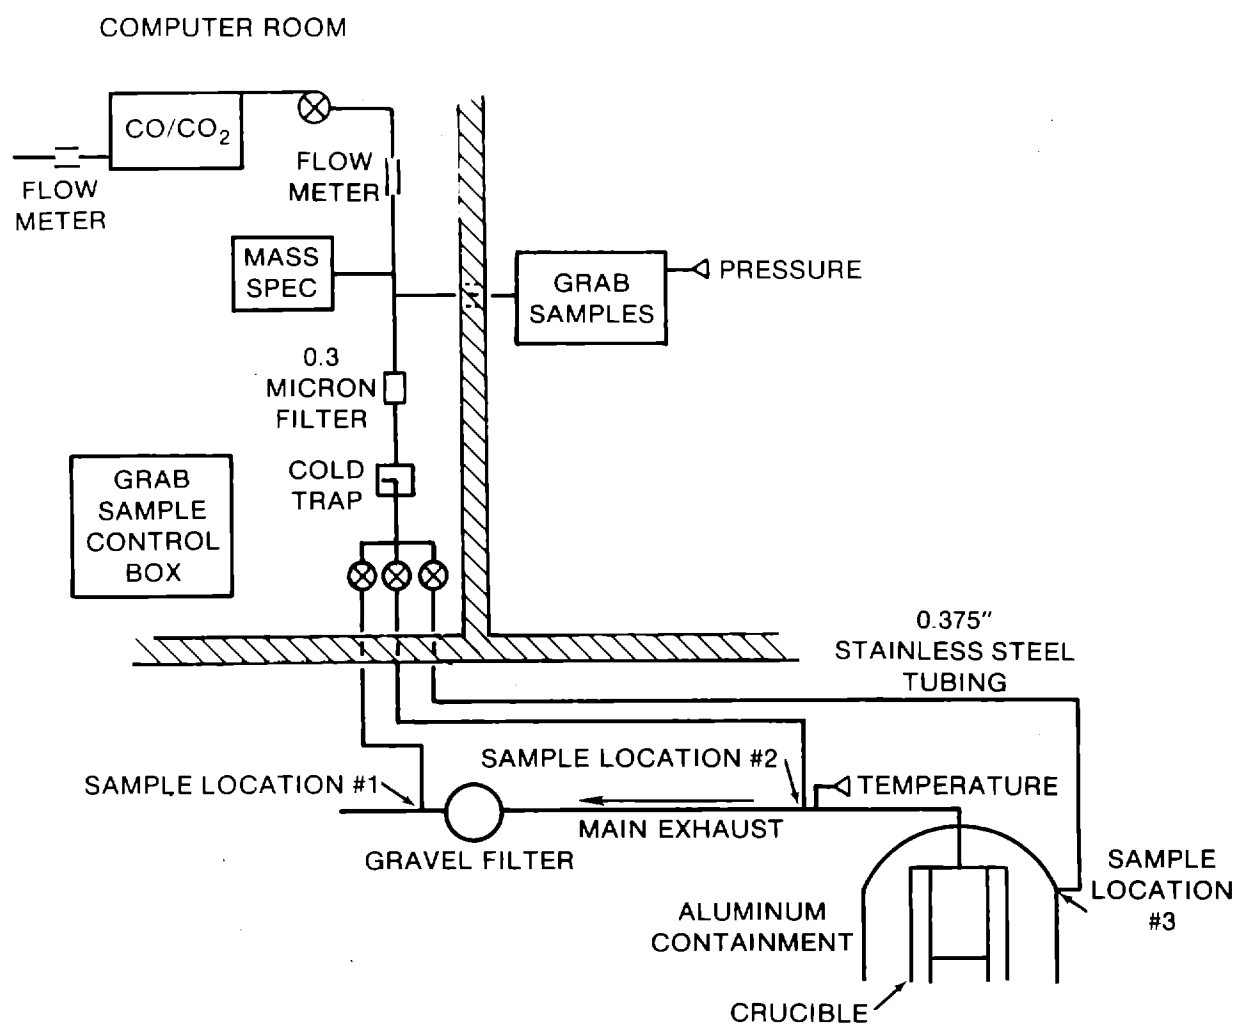 COMPUTER ROOM
CO/CO₂
FLOW
METER
FLOW
METER
MASS
SPEC
GRAB
SAMPLES
PRESSURE
0.3
MICRON
FILTER
COLD
TRAP
GRAB
SAMPLE
CONTROL
BOX
0.375"
STAINLESS STEEL
TUBING
SAMPLE LOCATION #1
SAMPLE LOCATION #2
TEMPERATURE
MAIN EXHAUST
GRAVEL FILTER
SAMPLE
LOCATION
#3
ALUMINUM
CONTAINMENT
CRUCIBLE